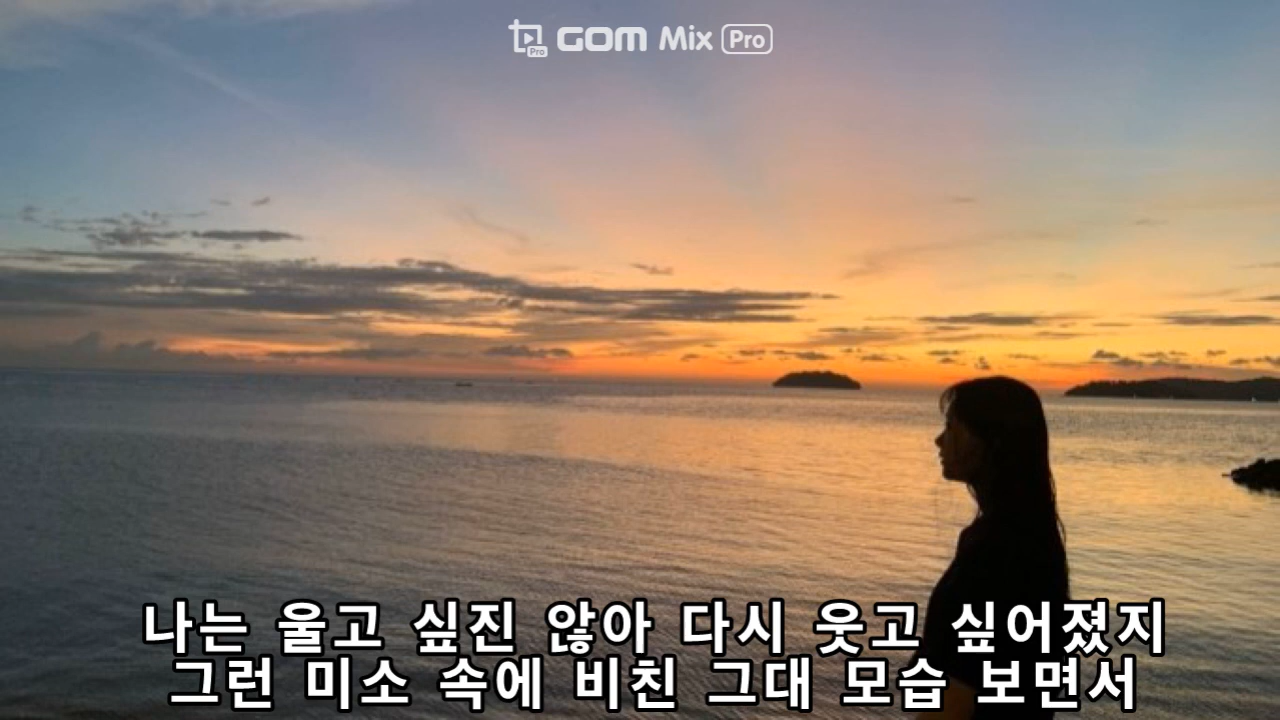 Pro GOM Mix Pro
나는 울고 싶진 않아 다시 웃고 싶어졌지
그런 미소 속에 비친 그대 모습 보면서